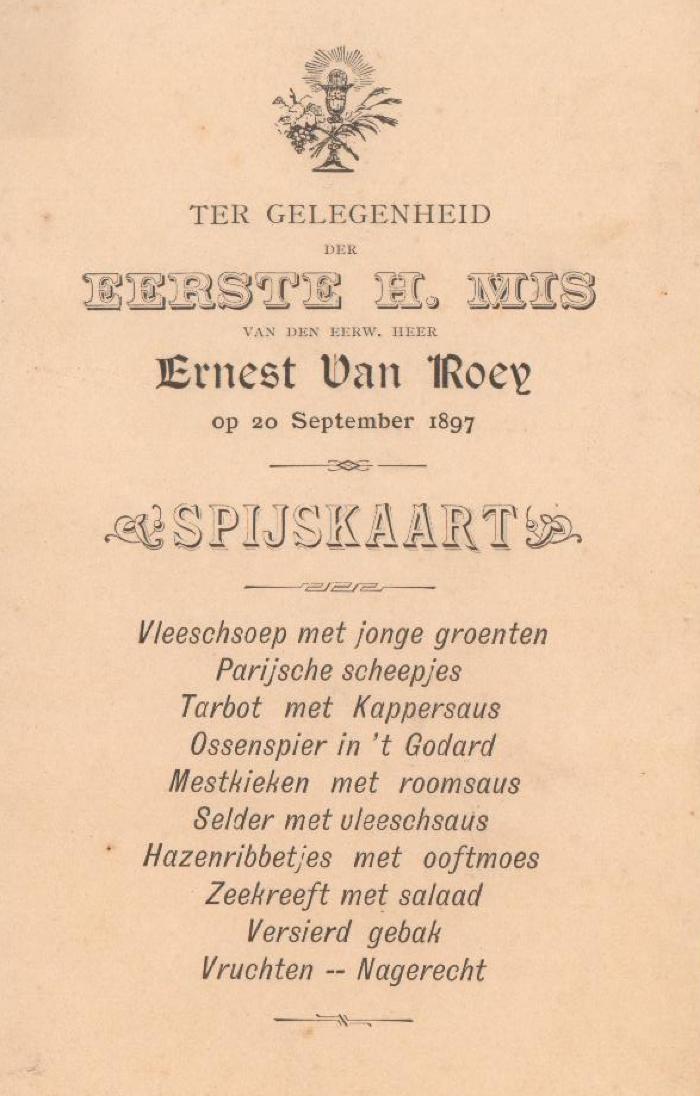 TER GELEGENHEID
DER
EERSTE H. MIS
VAN DEN EERW. HEER
Ernest Van Roey
op 20 September 1897
SPIJSKAART
Vleeschsoep met jonge groenten
Parijsche scheepjes
Tarbot met Kappersaus
Ossenspier in 't Godard
Mestkieken met roomsaus
Selder met vleeschsaus
Hazenribbetjes met ooftmoes
Zeekreeft met salaad
Versierd gebak
Vruchten -- Nagerecht